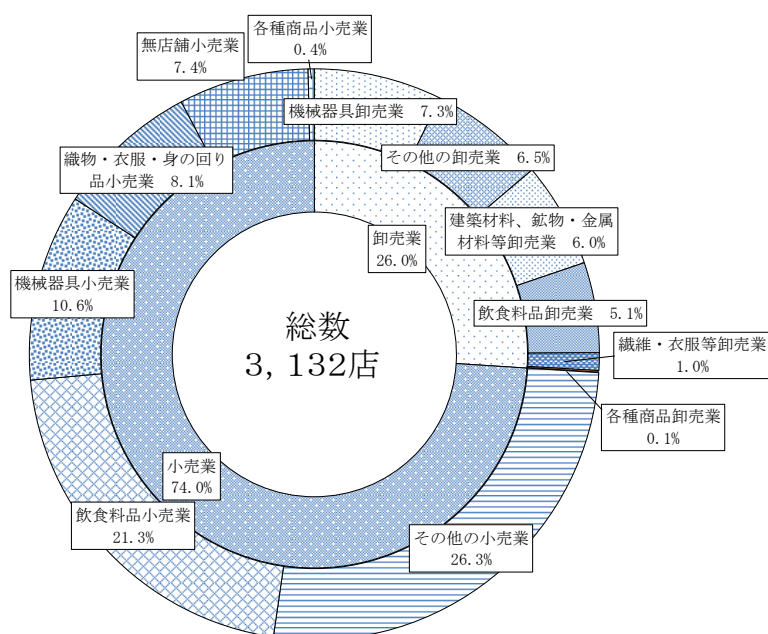 各種商品小売業
0.4%
無店舗小売業
7.4%
機械器具卸売業 7.3%
織物・衣服・身の回り
品小売業 8.1%
その他の卸売業 6.5%
建築材料、鉱物・金属
材料等卸売業 6.0%
卸売業
26.0%
機械器具小売業
10.6%
飲食料品卸売業 5.1%
総数
3,132店
繊維・衣服等卸売業
1.0%
各種商品卸売業
0.1%
小売業
74.0%
飲食料品小売業
21.3%
その他の小売業
26.3%